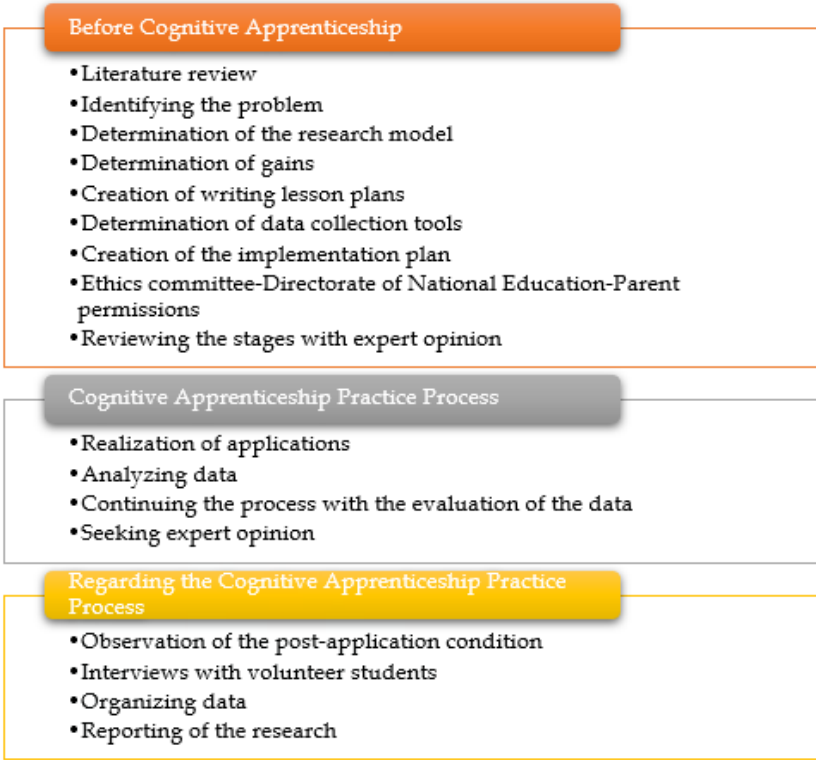 Before Cognitive Apprenticeship
•Literature review
•Identifying the problem
•Determination of the research model
•Determination of gains
•Creation of writing lesson plans
•Determination of data collection tools
•Creation of the implementation plan
•Ethics committee-Directorate of National Education-Parent
permissions
•Reviewing the stages with expert opinion
Cognitive Apprenticeship Practice Process
•Realization of applications
•Analyzing data
•Continuing the process with the evaluation of the data
•Seeking expert opinion
Regarding the Cognitive Apprenticeship Practice
Process
•Observation of the post-application condition
•Interviews with volunteer students
•Organizing data
•Reporting of the research